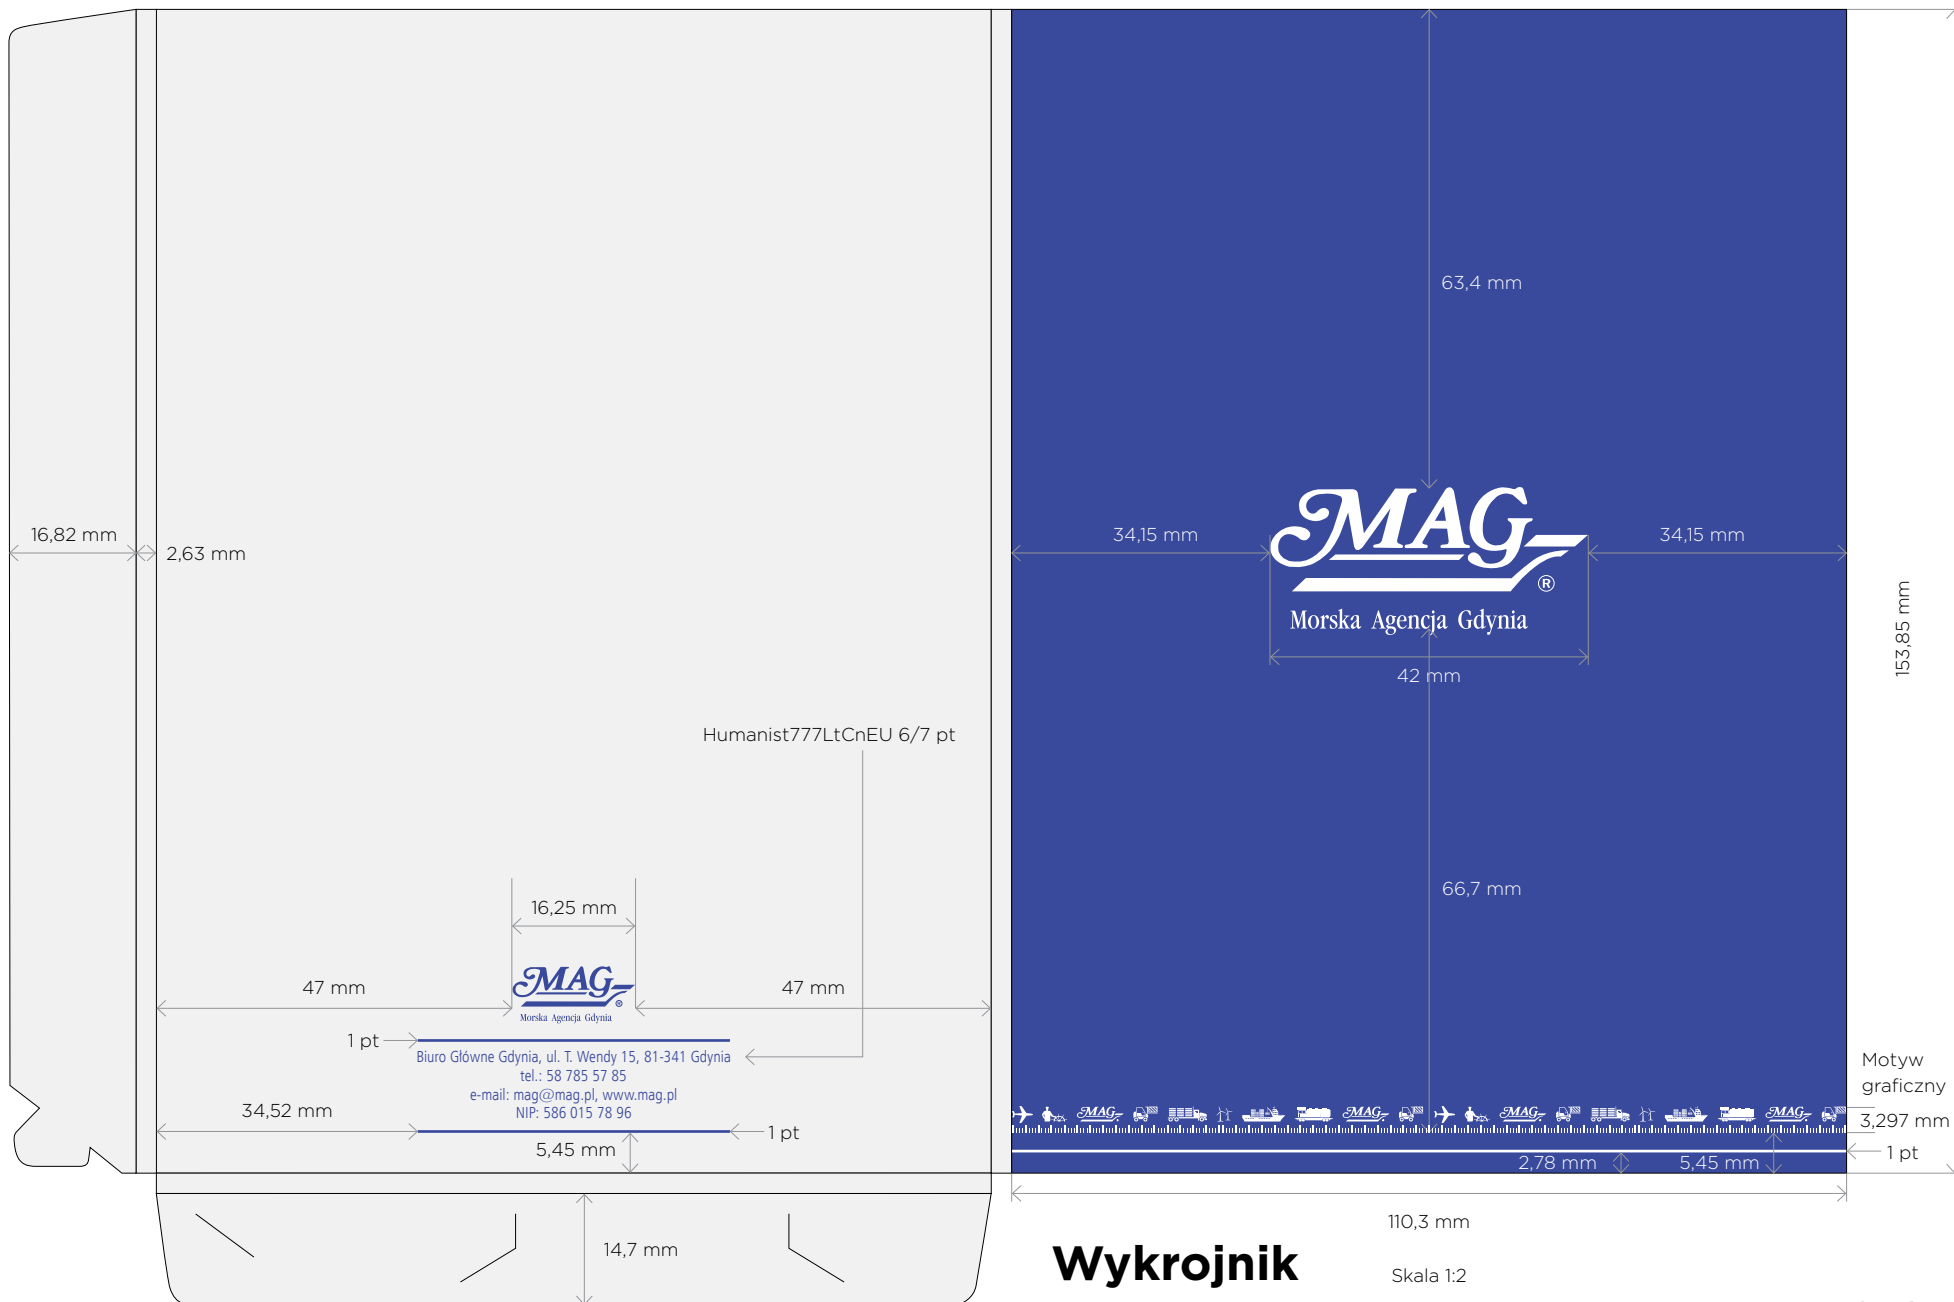 63,4 mm
16,82 mm
2,63 mm
34,15 mm
34,15 mm
MAG
®
Morska Agencja Gdynia
42 mm
153,85 mm
Humanist777LtCnEU 6/7 pt
66,7 mm
16,25 mm
47 mm
47 mm
MAG
®
Morska Agencja Gdynia
1 pt
Biuro Główne Gdynia, ul. T. Wendy 15, 81-341 Gdynia
tel.: 58 785 57 85
e-mail: mag@mag.pl, www.mag.pl
NIP: 586 015 78 96
34,52 mm
1 pt
5,45 mm
Motyw
graficzny
MAG MAG MAG MAG
3,297 mm
1 pt
2,78 mm
5,45 mm
110,3 mm
14,7 mm
Wykrojnik
Skala 1:2